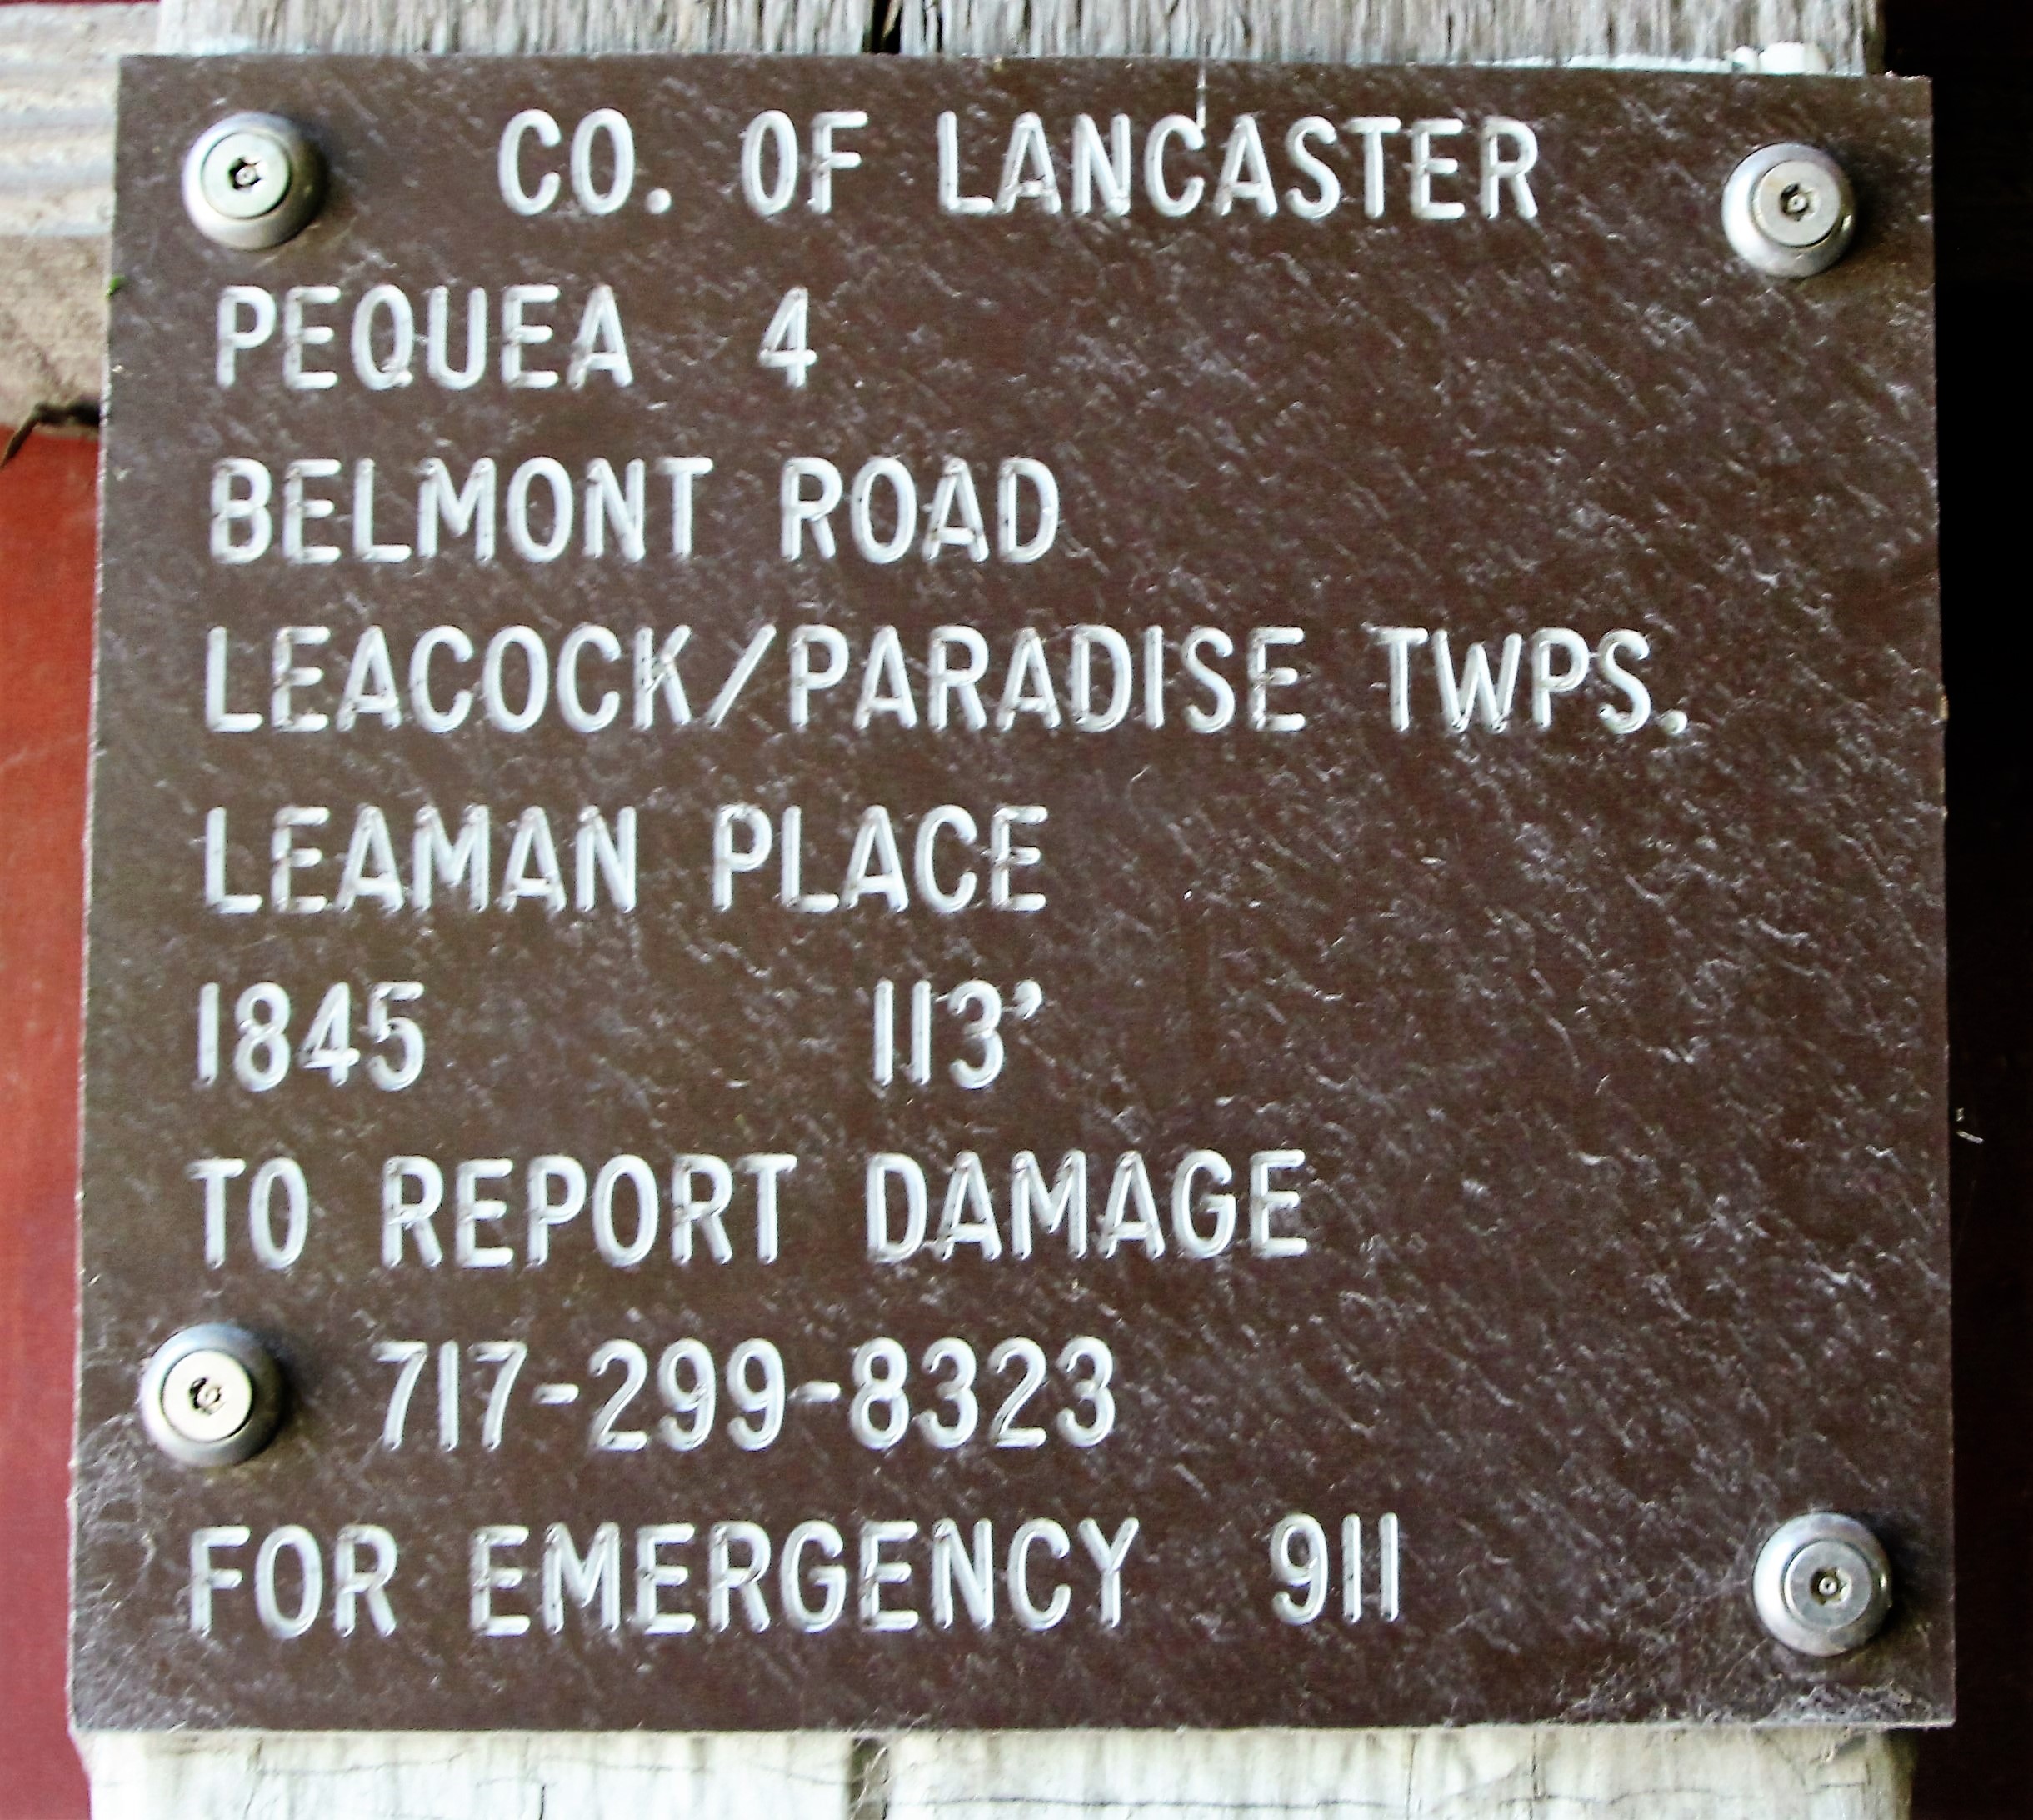 CO. OF LANCASTER
PEQUEA 4
BELMONT ROAD
LEACOCK/PARADISE TWPS.
LEAMAN PLACE
1845 113'
TO REPORT DAMAGE
717-299-8323
FOR EMERGENCY 911